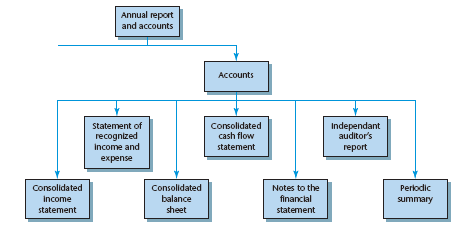 Annual report
and accounts
Accounts
Statement of
recognized
income and
expense
Consolidated
cash flow
statement
Independant
auditor's
report
Consolidated
income
statement
Consolidated
balance
sheet
Notes to the
financial
statement
Periodic
summary